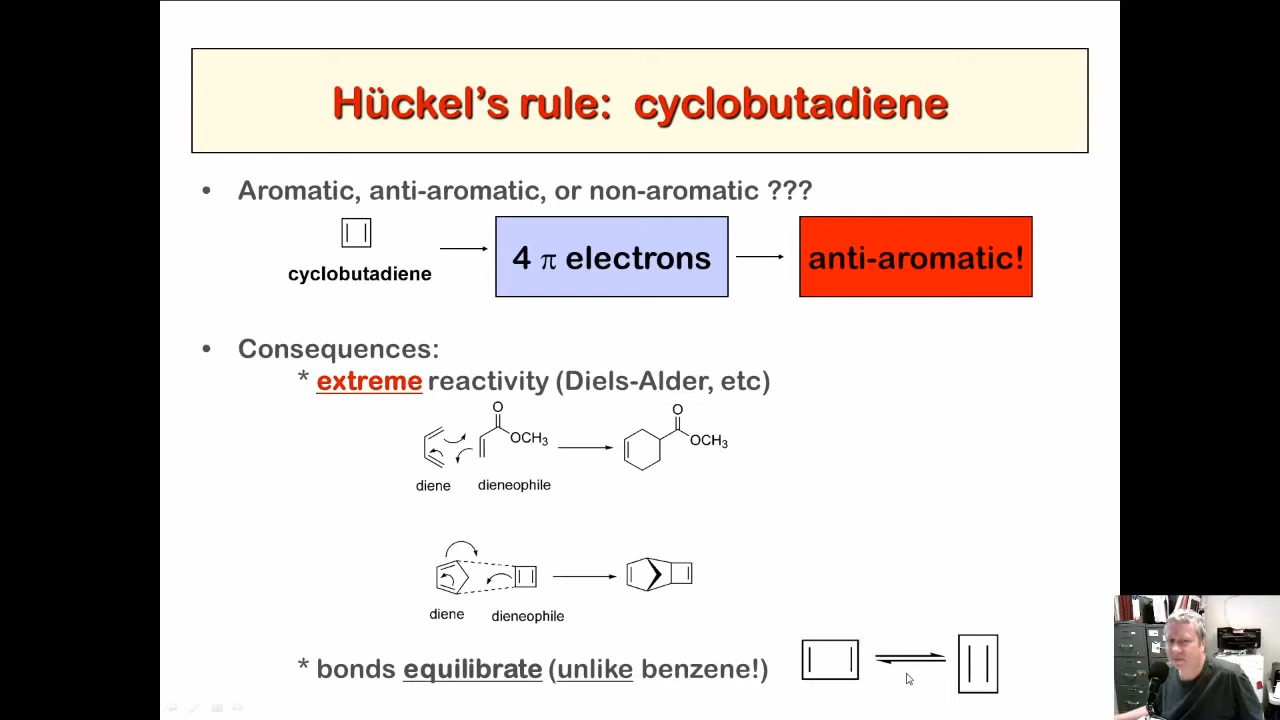 Hückel's rule: cyclobutadiene
• Aromatic, anti-aromatic, or non-aromatic ???
cyclobutadiene
4 π electrons
anti-aromatic!
• Consequences:
* extreme reactivity (Diels-Alder, etc)
O
OCH3
O
OCH3
diene
dieneophile
diene
dieneophile
* bonds equilibrate (unlike benzene!)